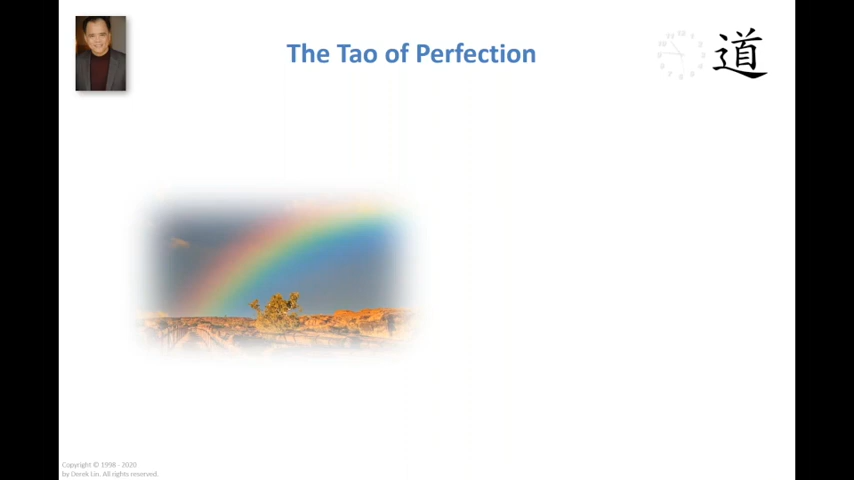 The Tao of Perfection
道
Copyright © 1998 - 2020
by Derek Lin. All rights reserved.